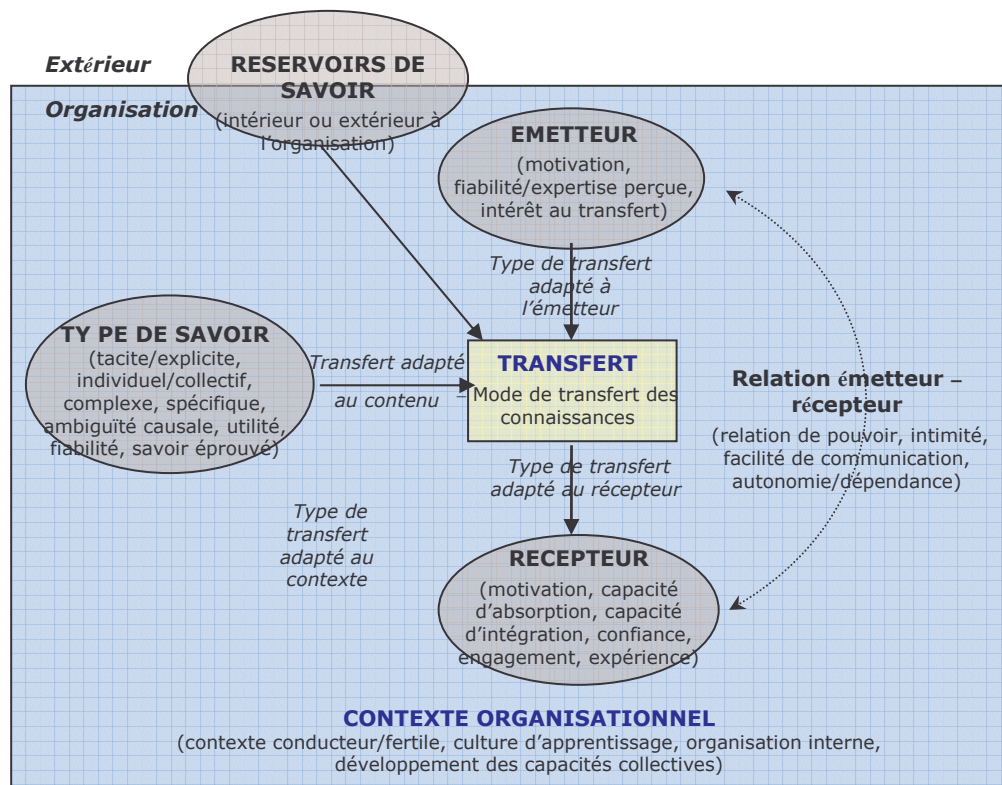 Extérieur
RESERVOIRS DE
SAVOIR
(intérieur ou extérieur à
l'organisation)
Organisation
EMETTEUR
(motivation,
fiabilité/expertise perçue,
intérêt au transfert)
Type de transfert
adapté à
l'émetteur
TY PE DE SAVOIR
(tacite/explicite,
individuel/collectif,
complexe, spécifique,
ambiguïté causale, utilité,
fiabilité, savoir éprouvé)
Transfert adapté
au contenu –
TRANSFERT
Mode de transfert des
connaissances
Relation émetteur –
récepteur
(relation de pouvoir, intimité,
facilité de communication,
autonomie/dépendance)
Type de transfert
adapté au récepteur
Type de
transfert
adapté au
contexte
RECEPTEUR
(motivation, capacité
d'absorption, capacité
d'intégration, confiance,
engagement, expérience)
CONTEXTE ORGANISATIONNEL
(contexte conducteur/fertile, culture d'apprentissage, organisation interne,
développement des capacités collectives)